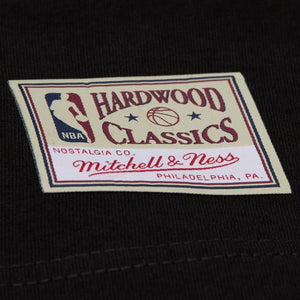 HARDWOOD
NBA
CLASSICS
NOSTALGIA CO.
Mitchell & Ness
PHILADELPHIA, PA.